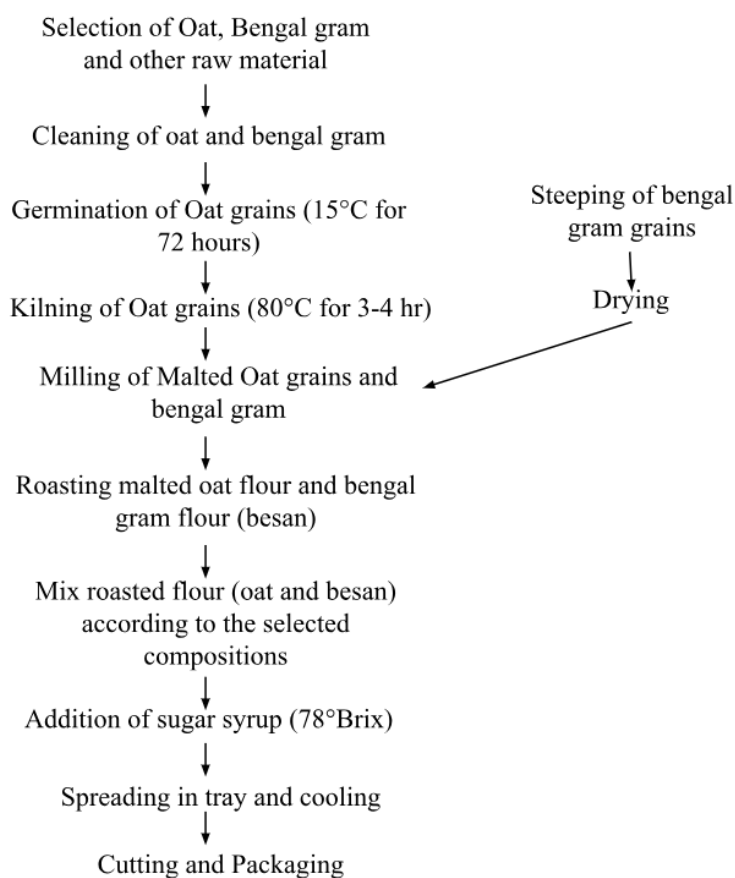 Selection of Oat, Bengal gram
and other raw material
Cleaning of oat and bengal gram
Germination of Oat grains (15°C for
72 hours)
Kilning of Oat grains (80°C for 3-4 hr)
Steeping of bengal
gram grains
Drying
Milling of Malted Oat grains and
bengal gram
Roasting malted oat flour and bengal
gram flour (besan)
Mix roasted flour (oat and besan)
according to the selected
compositions
Addition of sugar syrup (78°Brix)
Spreading in tray and cooling
Cutting and Packaging